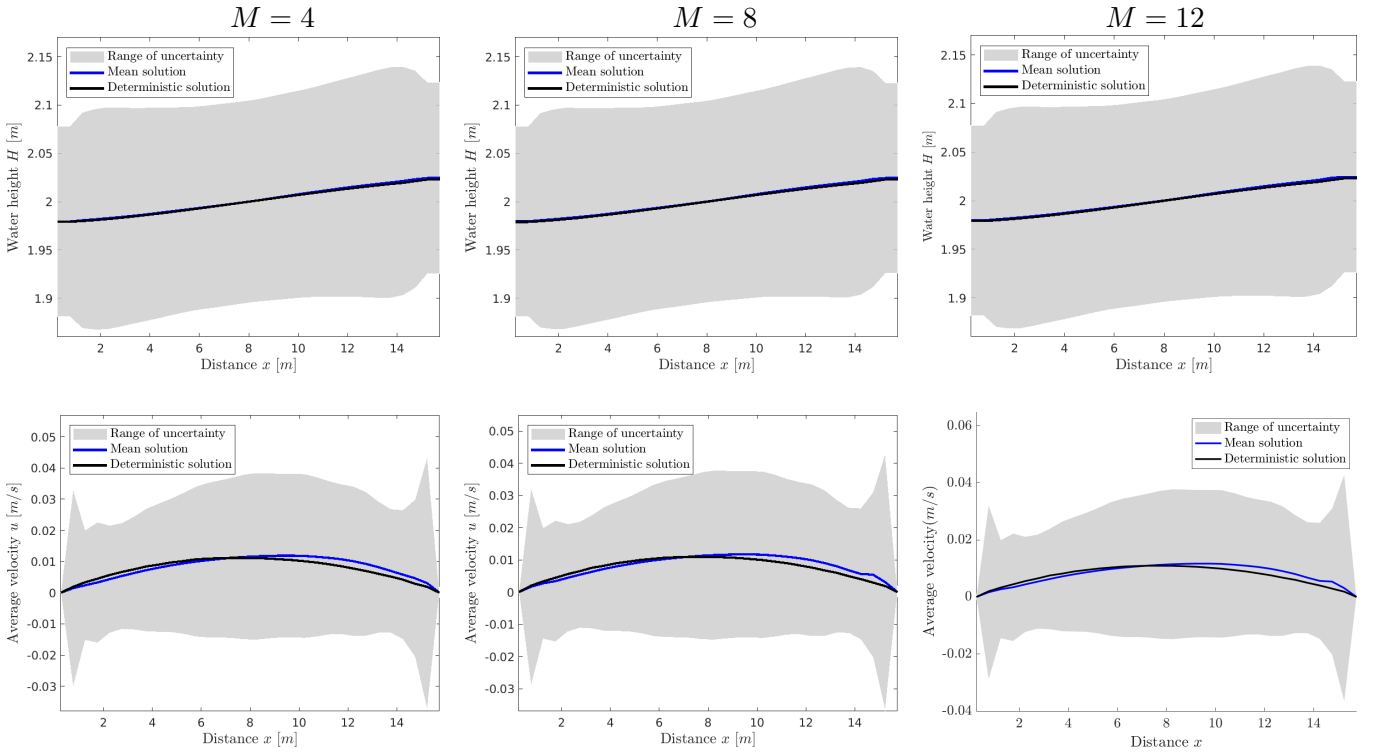 M = 4
M = 8
M = 12
2.15
2.1
2.05
2
1.95
1.9
Water height H [m]
Range of uncertainty
Mean solution
Deterministic solution
2 4 6 8 10 12 14
Distance x [m]
2.15
2.1
2.05
2
1.95
1.9
Water height H [m]
Range of uncertainty
Mean solution
Deterministic solution
2 4 6 8 10 12 14
Distance x [m]
2.15
2.1
2.05
2
1.95
1.9
Water height H [m]
Range of uncertainty
Mean solution
Deterministic solution
2 4 6 8 10 12 14
Distance x [m]
0.05
0.04
0.03
0.02
0.01
0
-0.01
-0.02
-0.03
Average velocity u [m/s]
Range of uncertainty
Mean solution
Deterministic solution
2 4 6 8 10 12 14
Distance x [m]
0.05
0.04
0.03
0.02
0.01
0
-0.01
-0.02
-0.03
Average velocity u [m/s]
Range of uncertainty
Mean solution
Deterministic solution
2 4 6 8 10 12 14
Distance x [m]
0.06
0.04
0.02
0
-0.02
-0.04
Average velocity(m/s)
Range of uncertainty
Mean solution
Deterministic solution
2 4 6 8 10 12 14
Distance x